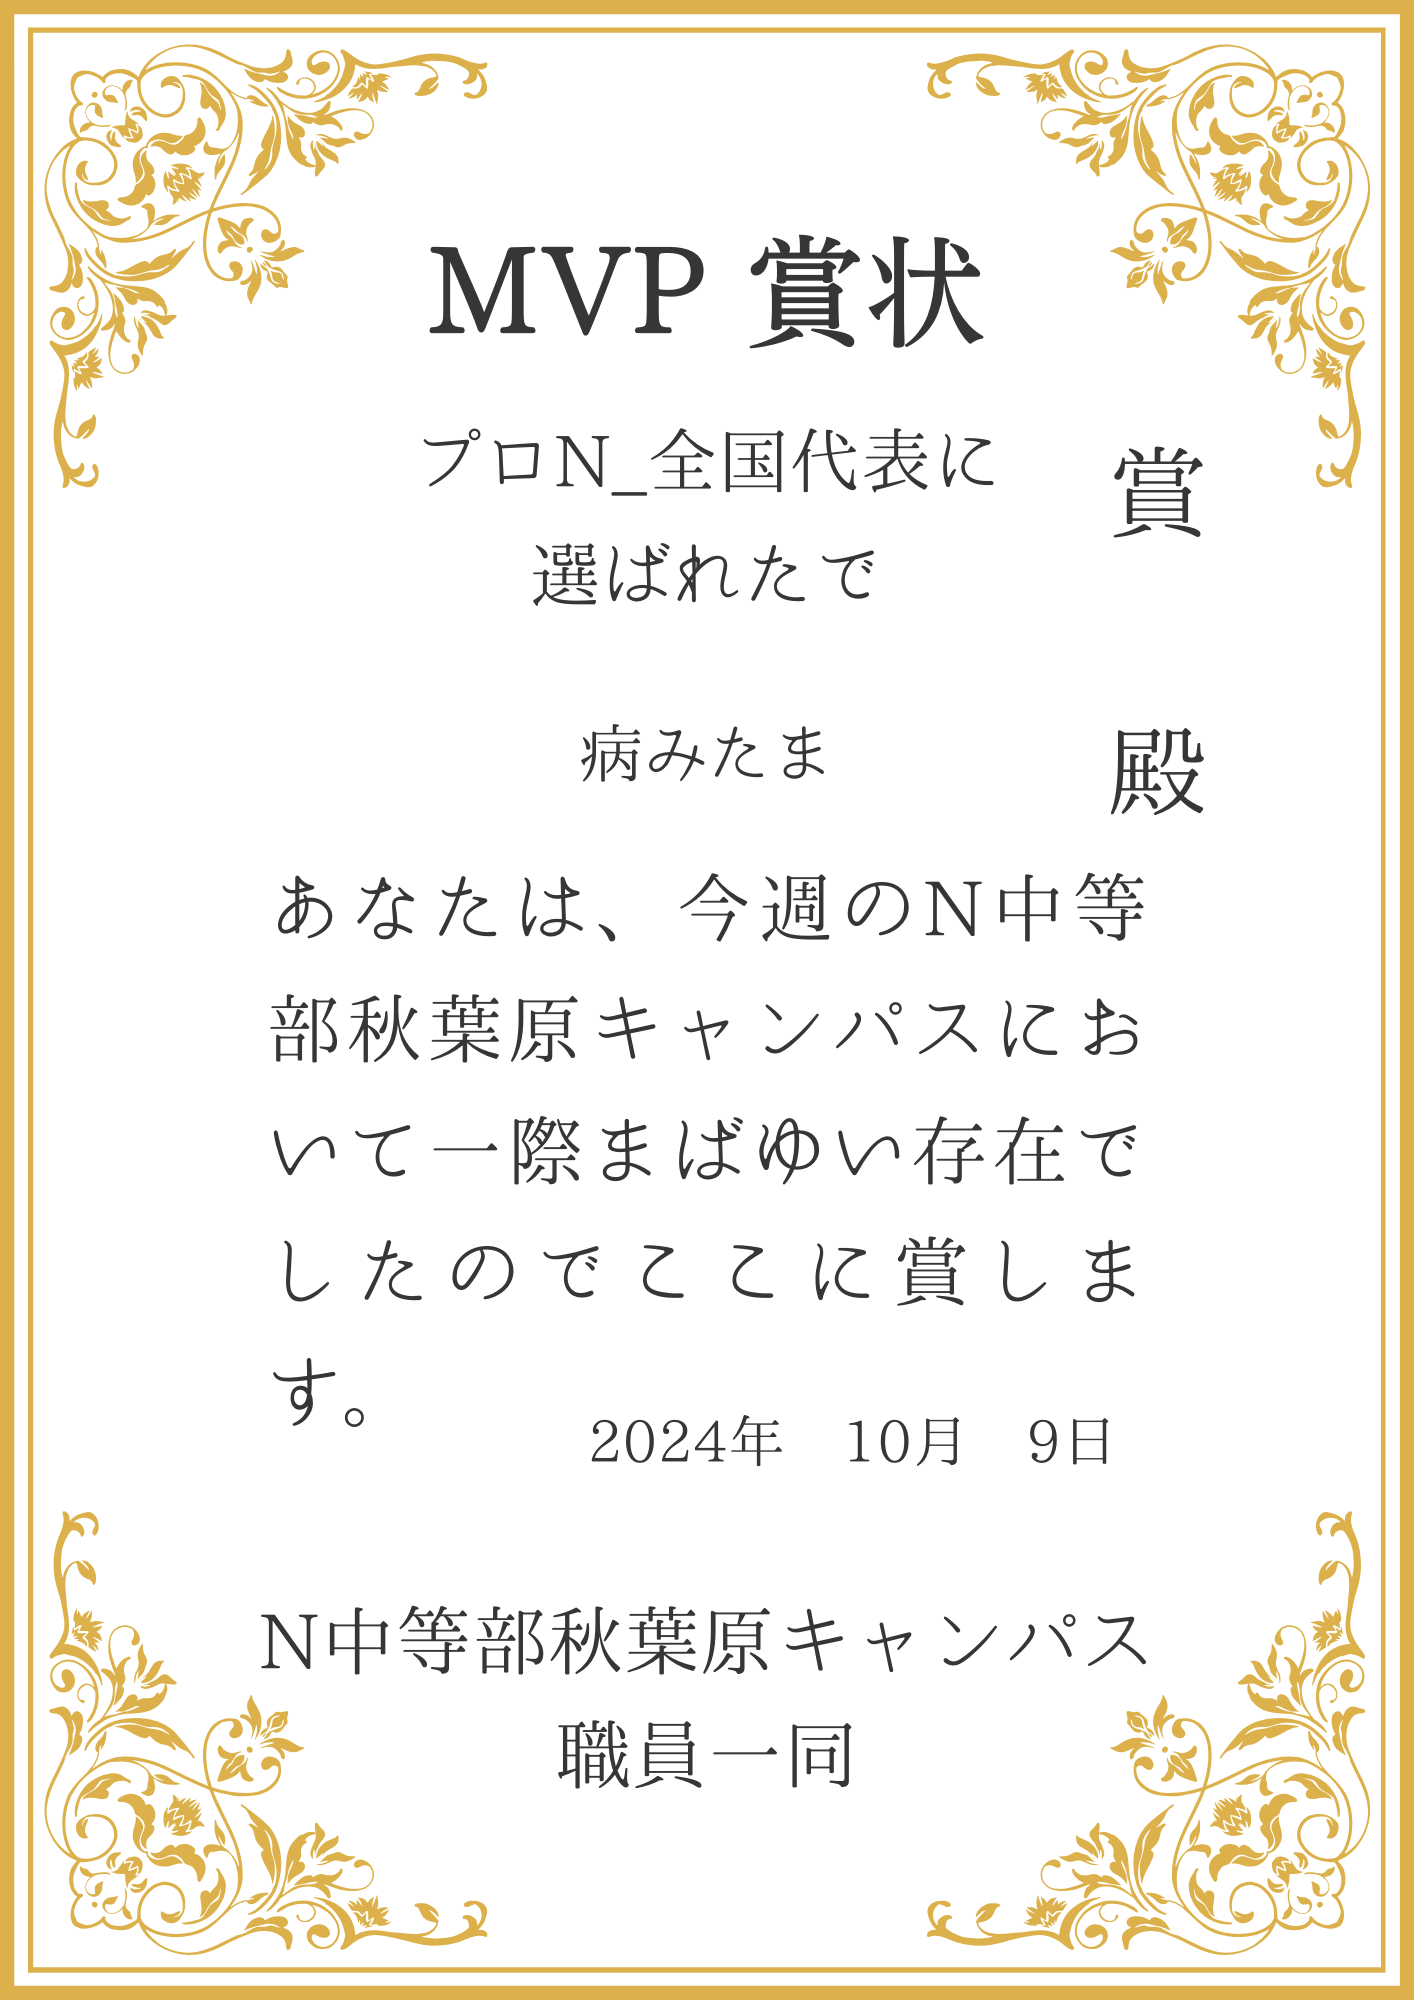 MVP 賞状
プロN_全国代表に
選ばれたで
賞
病みたま
殿
あなたは、今週のN中等
部秋葉原キャンパスにお
いて一際まばゆい存在で
したのでここに賞しま
す。
2024年　10月　9日
N中等部秋葉原キャンパス
職員一同